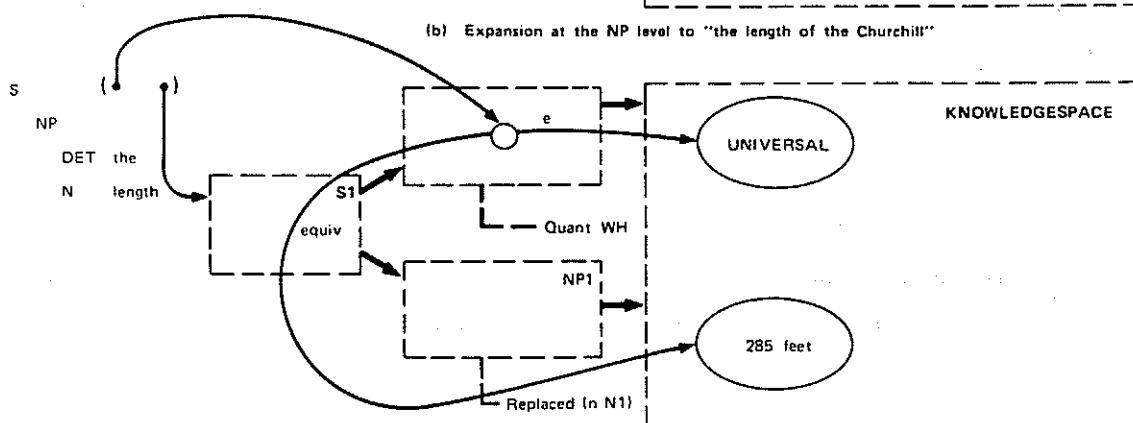 (b) Expansion at the NP level to "the length of the Churchill"
S ( )
KNOWLEDGESPACE
NP
e
UNIVERSAL
DET the
N length
S1
equiv
Quant WH
NP1
285 feet
Replaced (n N1)